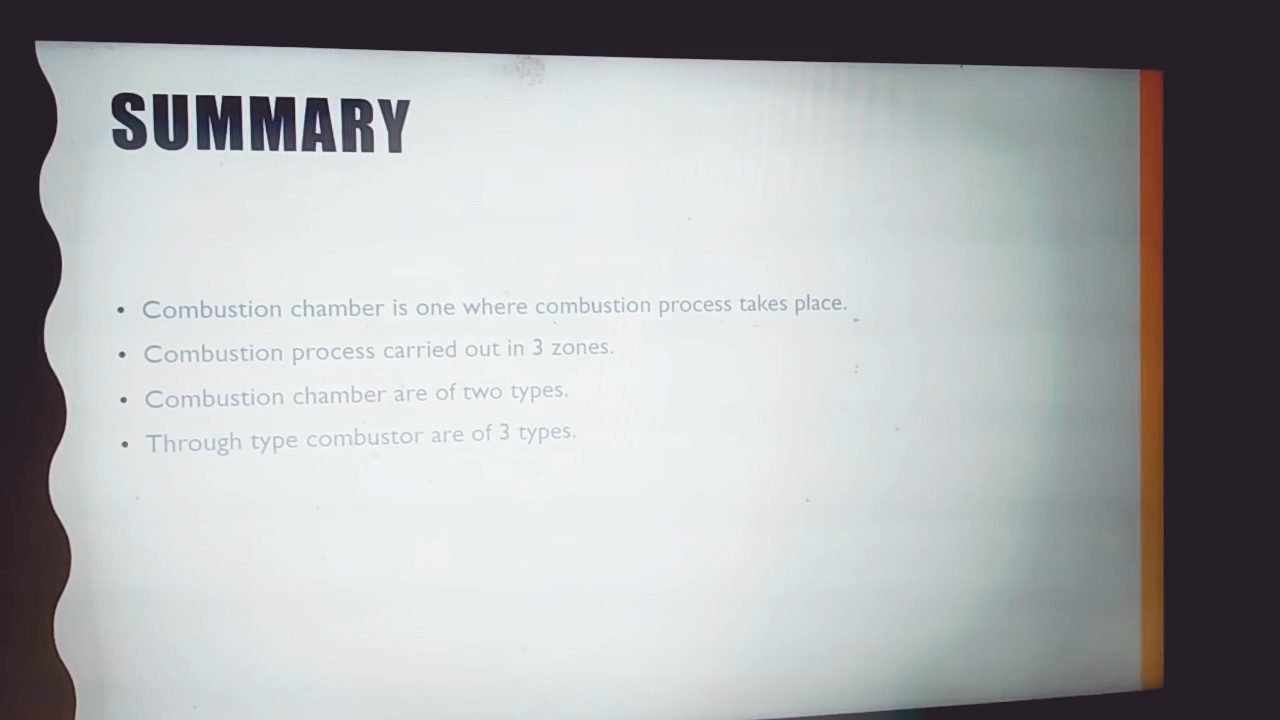 SUMMARY
• Combustion chamber is one where combustion process takes place.
• Combustion process carried out in 3 zones.
• Combustion chamber are of two types.
• Through type combustor are of 3 types.